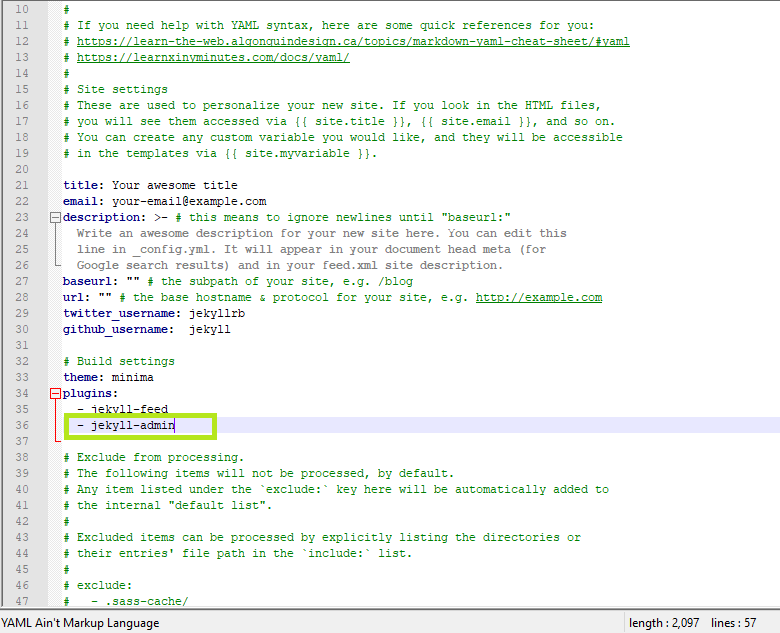 10 #
11 # If you need help with YAML syntax, here are some quick references for you:
12 # https://learn-the-web.algonquindesign.ca/topics/markdown-yaml-cheat-sheet/#yaml
13 # https://learnxinyminutes.com/docs/yaml/
14 #
15 # Site settings
16 # These are used to personalize your new site. If you look in the HTML files,
17 # you will see them accessed via {{ site.title }}, {{ site.email }}, and so on.
18 # You can create any custom variable you would like, and they will be accessible
19 # in the templates via {{ site.myvariable }}.
20
21 title: Your awesome title
22 email: your-email@example.com
23 description: >- # this means to ignore newlines until "baseurl:"
24   Write an awesome description for your new site here. You can edit this
25   line in _config.yml. It will appear in your document head meta (for
26   Google search results) and in your feed.xml site description.
27 baseurl: "" # the subpath of your site, e.g. /blog
28 url: "" # the base hostname & protocol for your site, e.g. http://example.com
29 twitter_username: jekyllrb
30 github_username:  jekyll
31
32 # Build settings
33 theme: minima
34 plugins:
35   - jekyll-feed
36   - jekyll-admin
37
38 # Exclude from processing.
39 # The following items will not be processed, by default.
40 # Any item listed under the `exclude:` key here will be automatically added to
41 # the internal "default list".
42 #
43 # Excluded items can be processed by explicitly listing the directories or
44 # their entries' file path in the `include:` list.
45 #
46 # exclude:
47 #   - .sass-cache/
YAML Ain't Markup Language length : 2,097 lines : 57